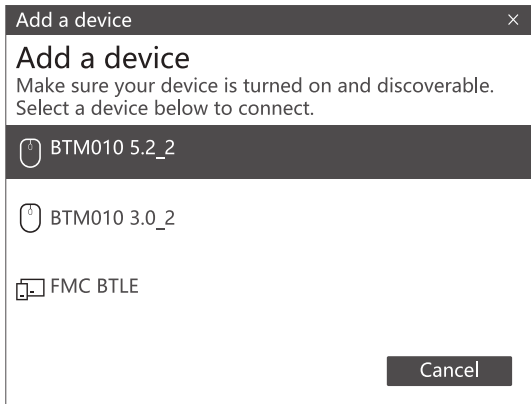 Add a device
Add a device
Make sure your device is turned on and discoverable.
Select a device below to connect.
BTM010 5.2_2
BTM010 3.0_2
FMC BTLE
Cancel